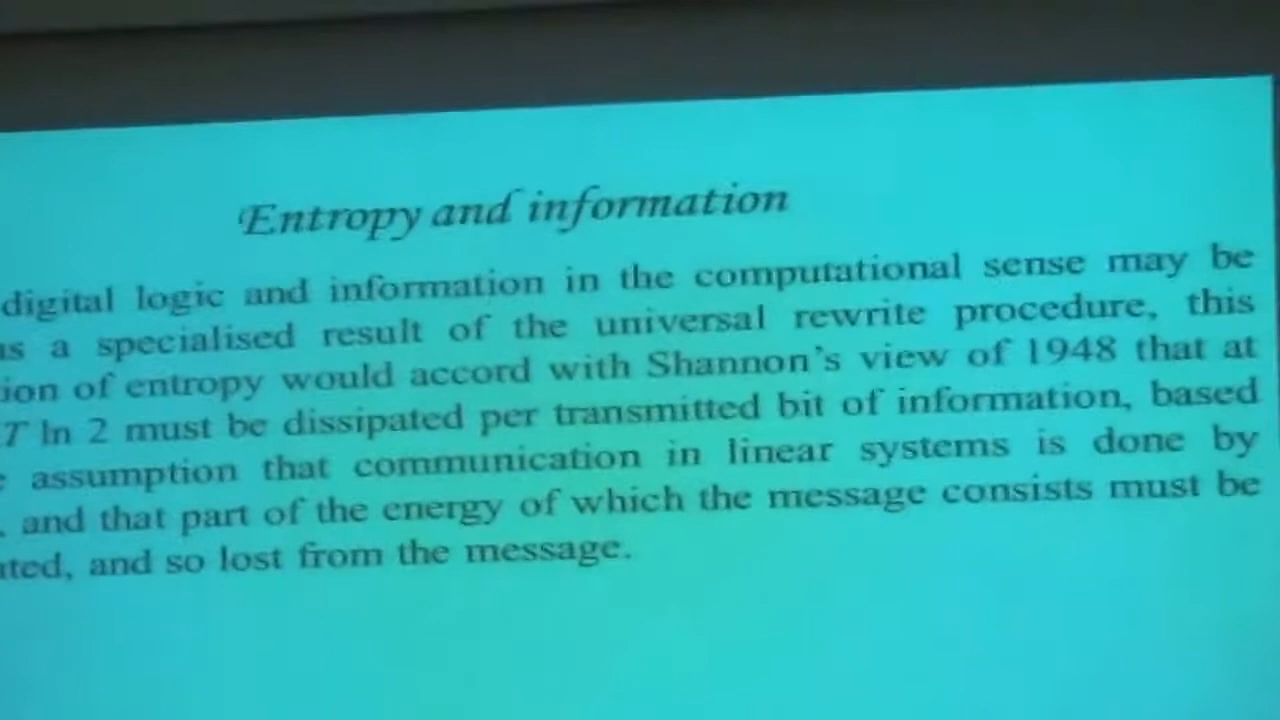 Entropy and information
digital logic and information in the computational sense may be
a specialised result of the universal rewrite procedure, this
of entropy would accord with Shannon's view of 1948 that at
T ln 2 must be dissipated per transmitted bit of information, based
assumption that communication in linear systems is done by
and that part of the energy of which the message consists must be
and so lost from the message.